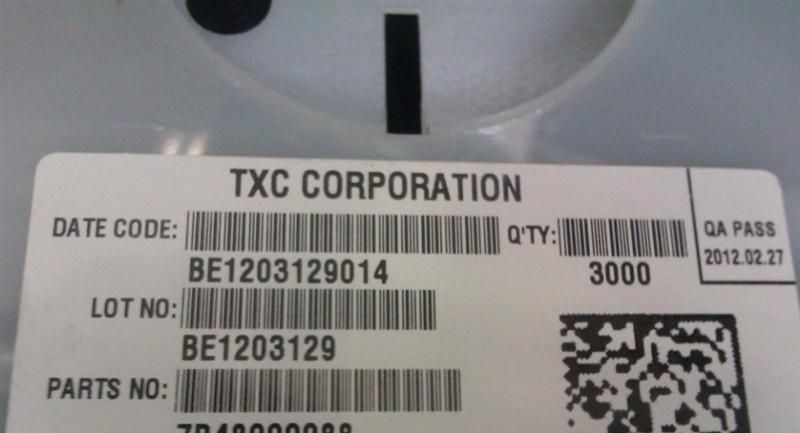 TXC CORPORATION
DATE CODE:
BE1203129014
Q'TY:
3000
QA PASS
2012.02.27
LOT NO:
BE1203129
PARTS NO: